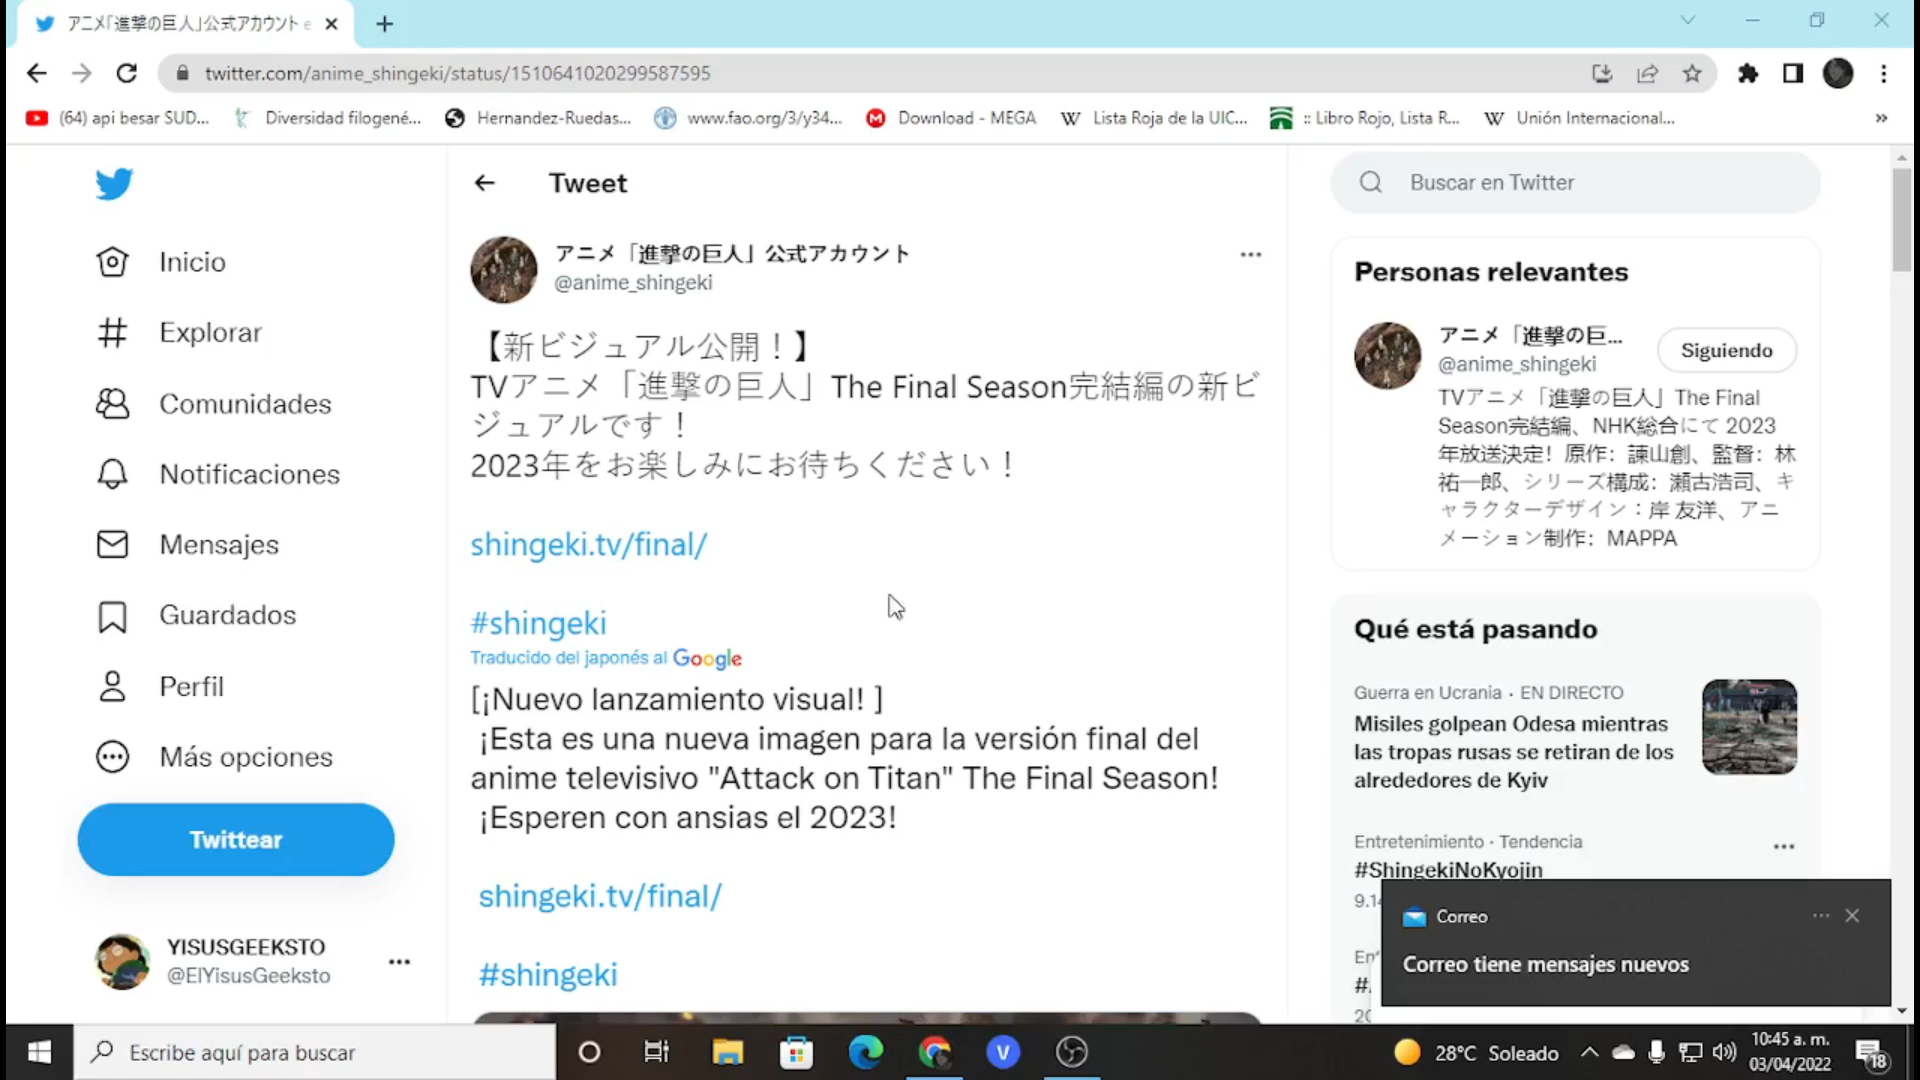 アニメ「進撃の巨人」公式アカウント e
twitter.com/anime_shingeki/status/1510641020299587595
(64) api besar SUD...
Diversidad filogené...
Hernandez-Ruedas...
www.fao.org/3/y34...
Download - MEGA
Lista Roja de la UIC...
:: Libro Rojo, Lista R...
Unión Internacional...
Inicio
Explorar
Comunidades
Notificaciones
Mensajes
Guardados
Perfil
Más opciones
Twittear
YISUSGEEKSTO
@ElYisusGeeksto
Tweet
アニメ「進撃の巨人」公式アカウント
@anime_shingeki
【新ビジュアル公開！】
TVアニメ「進撃の巨人」The Final Season完結編の新ビ
ジュアルです！
2023年をお楽しみにお待ちください！
shingeki.tv/final/
#shingeki
Traducido del japonés al Google
[¡Nuevo lanzamiento visual! ]
¡Esta es una nueva imagen para la versión final del
anime televisivo "Attack on Titan" The Final Season!
¡Esperen con ansias el 2023!
shingeki.tv/final/
#shingeki
Buscar en Twitter
Personas relevantes
アニメ「進撃の巨...
@anime_shingeki
Siguiendo
TVアニメ「進撃の巨人」The Final
Season完結編、NHK総合にて 2023
年放送決定！原作：諫山創、監督：林
祐一郎、シリーズ構成：瀬古浩司、キ
ャラクターデザイン：岸 友洋、アニ
メーション制作：MAPPA
Qué está pasando
Guerra en Ucrania · EN DIRECTO
Misiles golpean Odesa mientras
las tropas rusas se retiran de los
alrededores de Kyiv
Entretenimiento · Tendencia
#ShingekiNoKyojin
Correo
Correo tiene mensajes nuevos
Escribe aquí para buscar
28°C Soleado
10:45 a. m.
03/04/2022
18